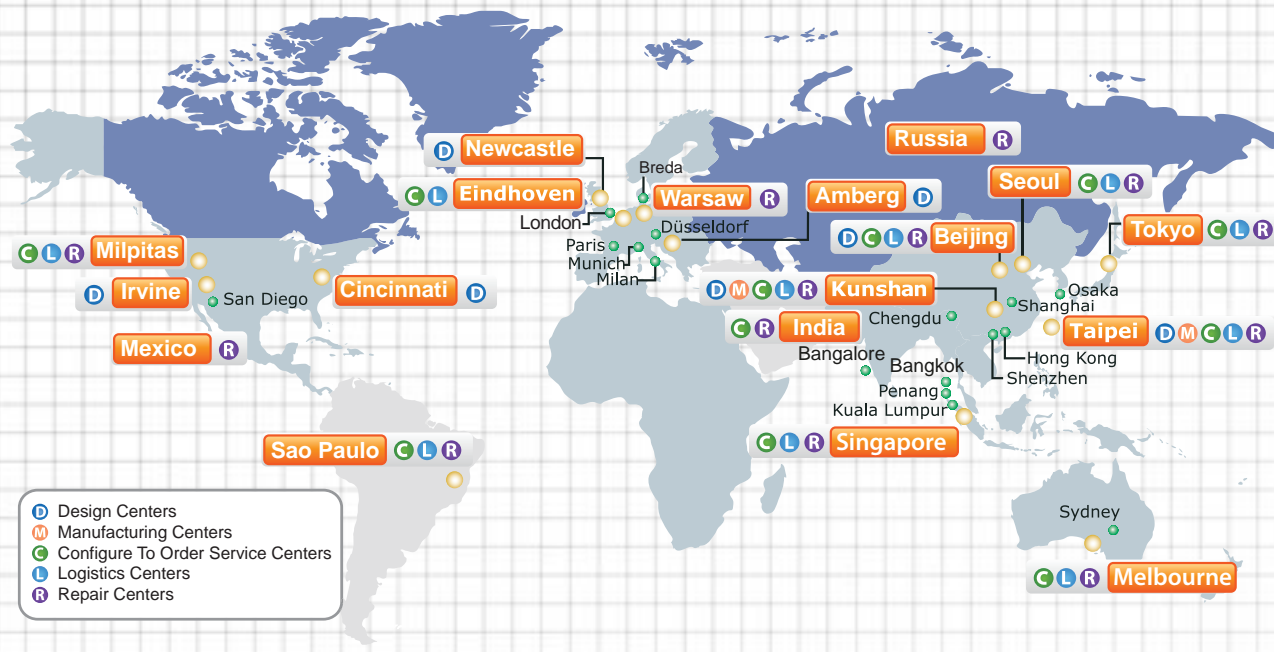 D Newcastle
Russia R
C L Eindhoven
Breda
Warsaw R
Amberg D
Seoul C L R
London
Düsseldorf
D C L R Beijing
Tokyo C L R
C L R Milpitas
Paris
Munich
Milan
D Irvine
San Diego
Cincinnati D
D M C L R Kunshan
Osaka
Shanghai
Chengdu
C R India
Taipei D M C L R
Mexico R
Bangalore
Bangkok
Hong Kong
Shenzhen
Penang
Kuala Lumpur
C L R Singapore
Sao Paulo C L R
D Design Centers
M Manufacturing Centers
C Configure To Order Service Centers
L Logistics Centers
R Repair Centers
Sydney
C L R Melbourne